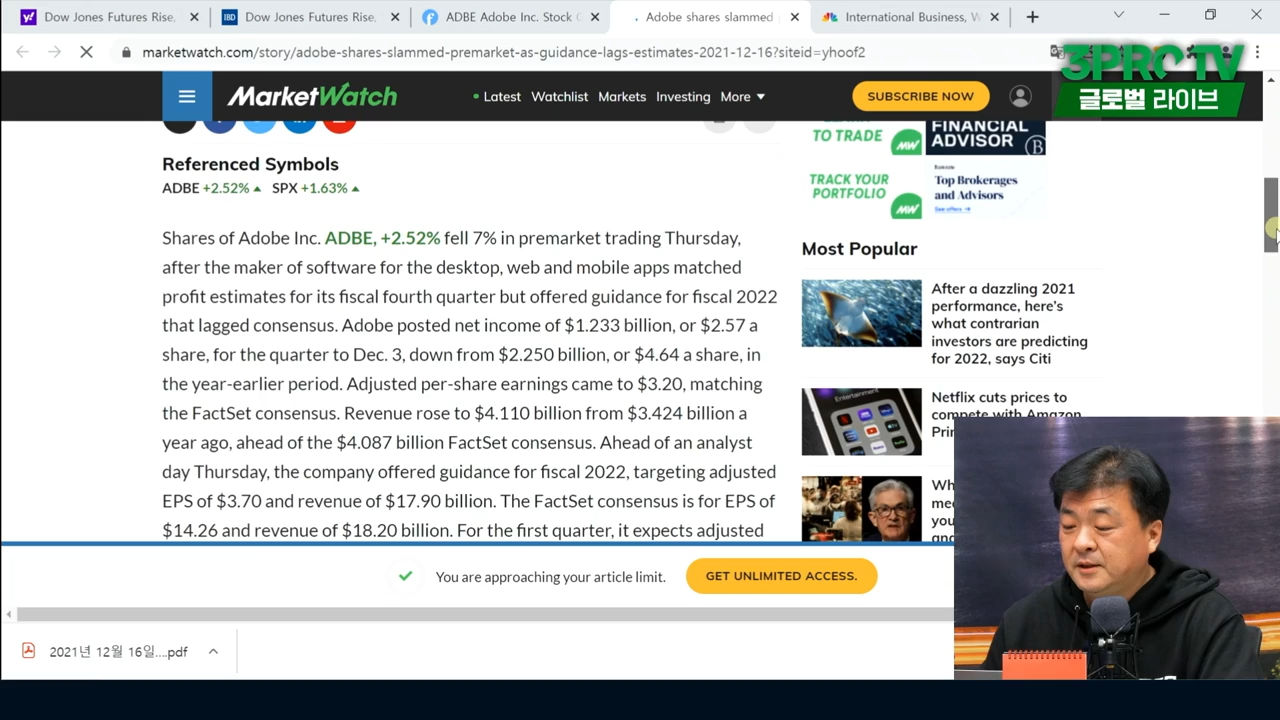 Dow Jones Futures Rise,
Dow Jones Futures Rise,
ADBE Adobe Inc. Stock
Adobe shares slammed
International Business, W
marketwatch.com/story/adobe-shares-slammed-premarket-as-guidance-lags-estimates-2021-12-16?siteid=yhoof2
3PROTV
글로벌 라이브
MarketWatch
Latest Watchlist Markets Investing More
SUBSCRIBE NOW
Referenced Symbols
ADBE +2.52% SPX +1.63%
Shares of Adobe Inc. ADBE, +2.52% fell 7% in premarket trading Thursday,
after the maker of software for the desktop, web and mobile apps matched
profit estimates for its fiscal fourth quarter but offered guidance for fiscal 2022
that lagged consensus. Adobe posted net income of $1.233 billion, or $2.57 a
share, for the quarter to Dec. 3, down from $2.250 billion, or $4.64 a share, in
the year-earlier period. Adjusted per-share earnings came to $3.20, matching
the FactSet consensus. Revenue rose to $4.110 billion from $3.424 billion a
year ago, ahead of the $4.087 billion FactSet consensus. Ahead of an analyst
day Thursday, the company offered guidance for fiscal 2022, targeting adjusted
EPS of $3.70 and revenue of $17.90 billion. The FactSet consensus is for EPS of
$14.26 and revenue of $18.20 billion. For the first quarter, it expects adjusted
TO TRADE
MW
FINANCIAL
ADVISOR
B
TRACK YOUR
PORTFOLIO
MW
Top Brokerages
and Advisors
See offers
Most Popular
After a dazzling 2021
performance, here's
what contrarian
investors are predicting
for 2022, says Citi
Entertainment
Netflix cuts prices to
compete with Amazon
You are approaching your article limit.
GET UNLIMITED ACCESS.
2021년 12월 16일....pdf